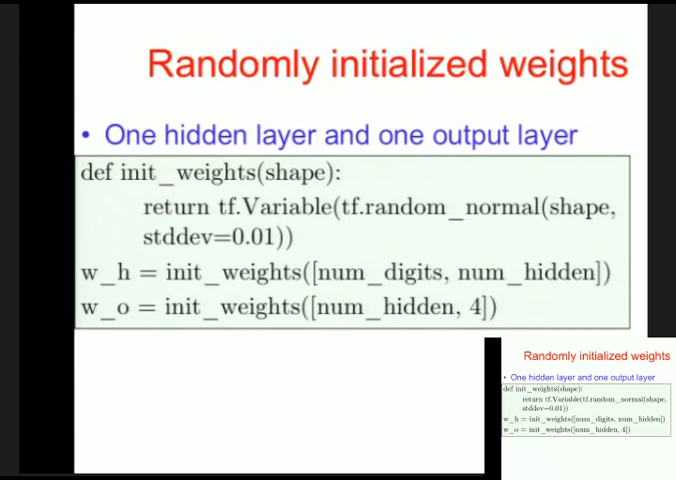 Randomly initialized weights
• One hidden layer and one output layer
def init_weights(shape):
return tf.Variable(tf.random_normal(shape,
stddev=0.01))
w_h = init_weights([num_digits, num_hidden])
w_o = init_weights([num_hidden, 4])
Randomly initialized weights
• One hidden layer and one output layer
def init_weights(shape):
return tf.Variable(tf.random_normal(shape,
stddev=0.01))
w_h = init_weights([num_digits, num_hidden])
w_o = init_weights([num_hidden, 4])